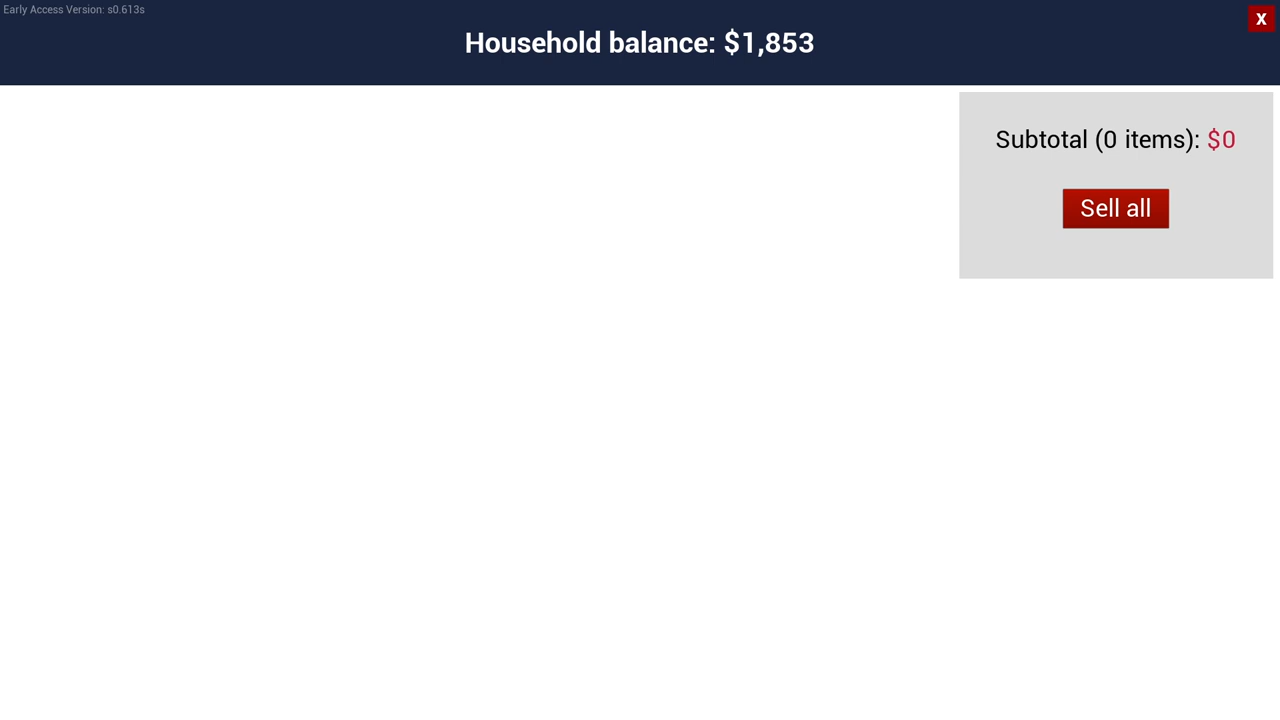 Early Access Version: s0.613s
X
Household balance: $1,853
Subtotal (0 items): $0
Sell all